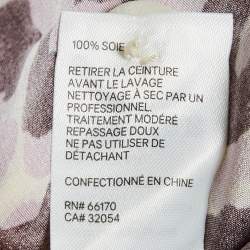 100% SOIE
RETIRER LA CEINTURE
AVANT LE LAVAGE
NETTOYAGE À SEC PAR UN
PROFESSIONNEL.
TRAITEMENT MODÉRÉ
REPASSAGE DOUX
NE PAS UTILISER DE
DÉTACHANT
CONFECTIONNÉ EN CHINE
RN# 66170
CA# 32054